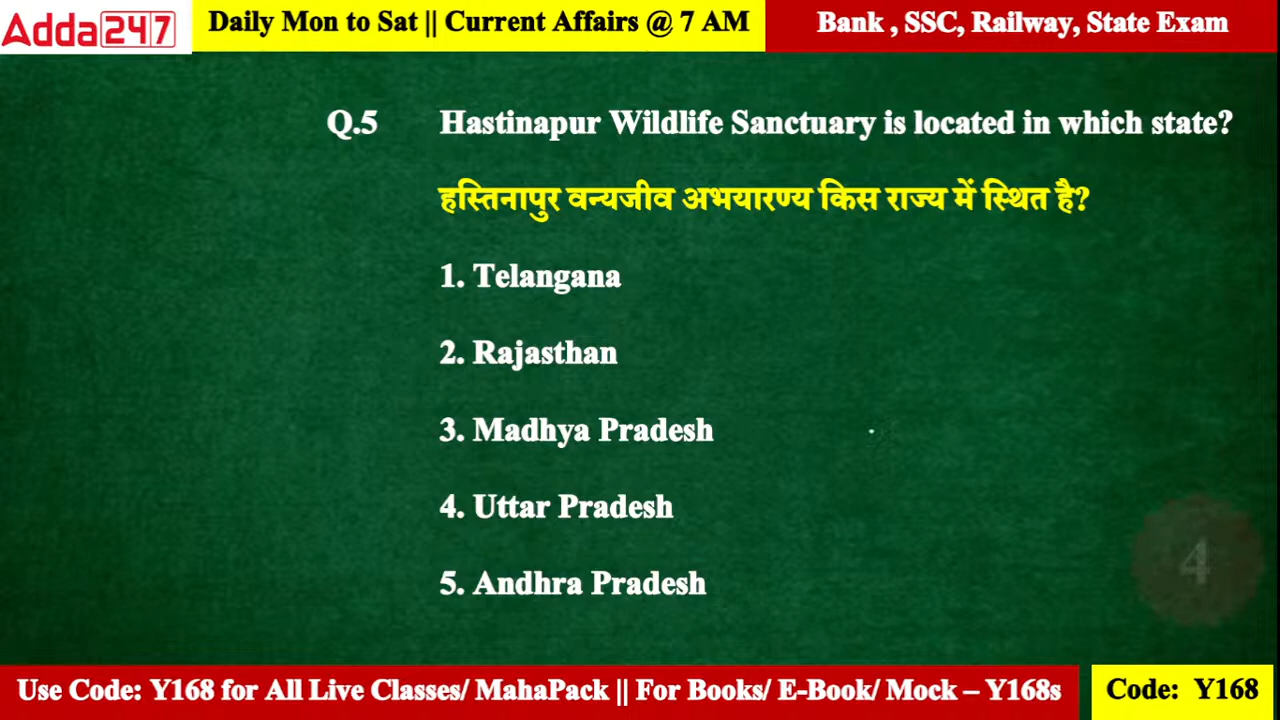 Adda247
Daily Mon to Sat || Current Affairs @ 7 AM
Bank , SSC, Railway, State Exam
Q.5 Hastinapur Wildlife Sanctuary is located in which state?
हस्तिनापुर वन्यजीव अभयारण्य किस राज्य में स्थित है?
1. Telangana
2. Rajasthan
3. Madhya Pradesh
4. Uttar Pradesh
5. Andhra Pradesh
4
Use Code: Y168 for All Live Classes/ MahaPack || For Books/ E-Book/ Mock – Y168s
Code: Y168